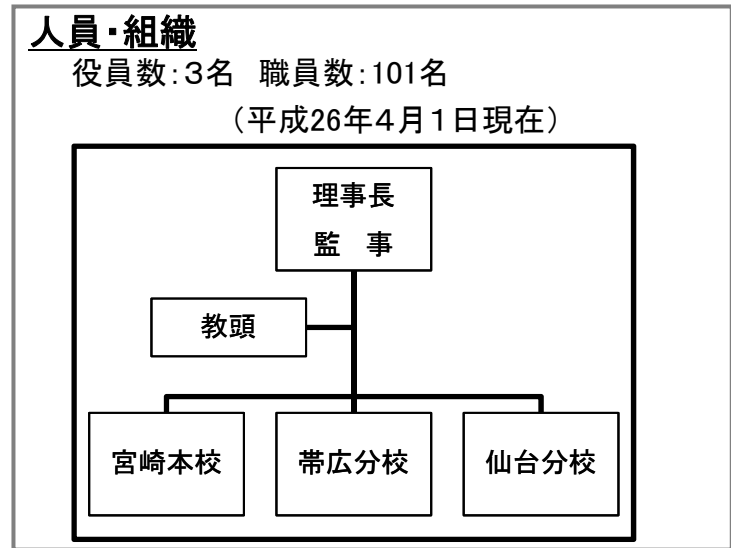 人員・組織
役員数：３名　職員数：101名
（平成26年４月１日現在）
理事長
監　事
教頭
宮崎本校
帯広分校
仙台分校